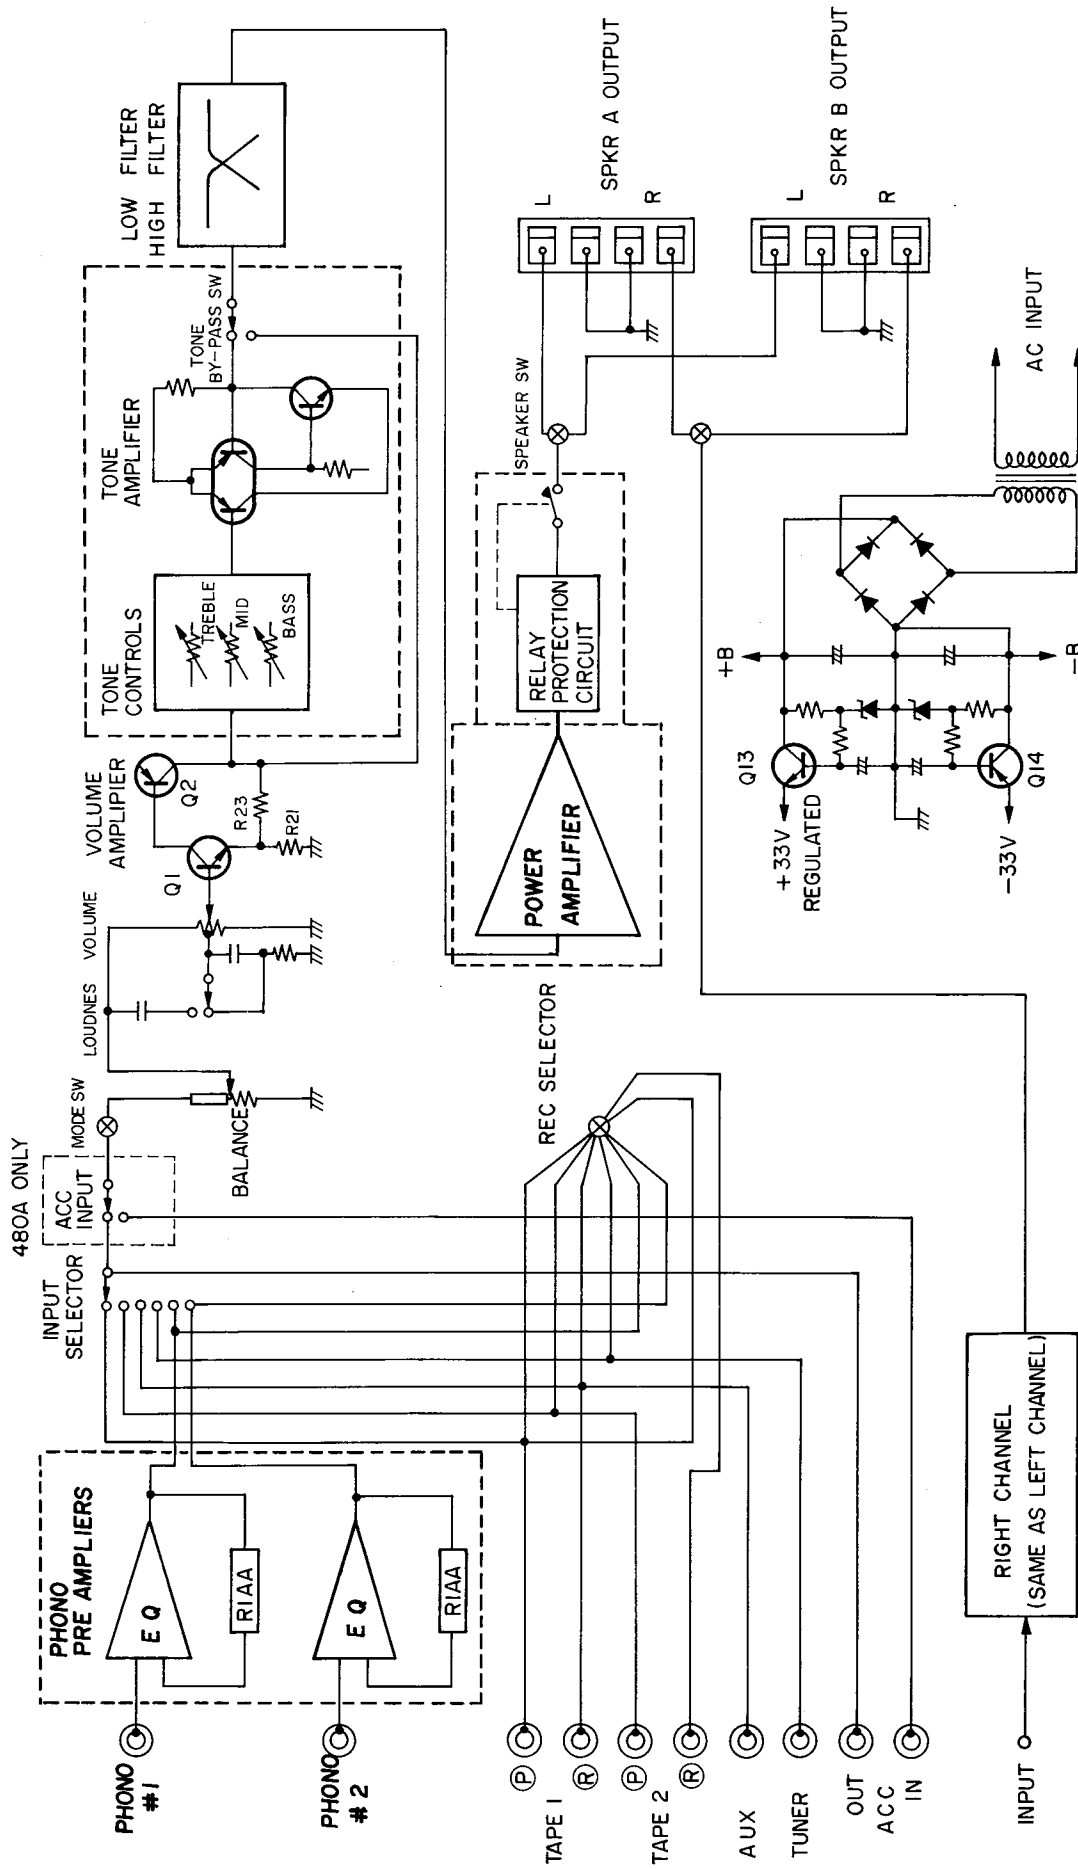 PHONO
#1
PHONO
#2
PHONO
PRE AMPLIERS
EQ
RIAA
EQ
RIAA
INPUT
SELECTOR
480A ONLY
ACC
INPUT
MODE SW
BALANCE
LOUDNES
VOLUME
VOLUME
AMPLIPIER
Q1
Q2
R23
R21
TONE
CONTROLS
TREBLE
MID
BASS
TONE
AMPLIFIER
TONE
BY-PASS SW
LOW FILTER
HIGH FILTER
TAPE 1
P
R
TAPE 2
P
R
AUX
TUNER
OUT
ACC
IN
REC SELECTOR
POWER
AMPLIFIER
RELAY
PROTECTION
CIRCUIT
SPEAKER SW
L
R
SPKR A OUTPUT
L
R
SPKR B OUTPUT
INPUT
RIGHT CHANNEL
(SAME AS LEFT CHANNEL)
+33V
REGULATED
-33V
Q13
Q14
+B
-B
AC INPUT